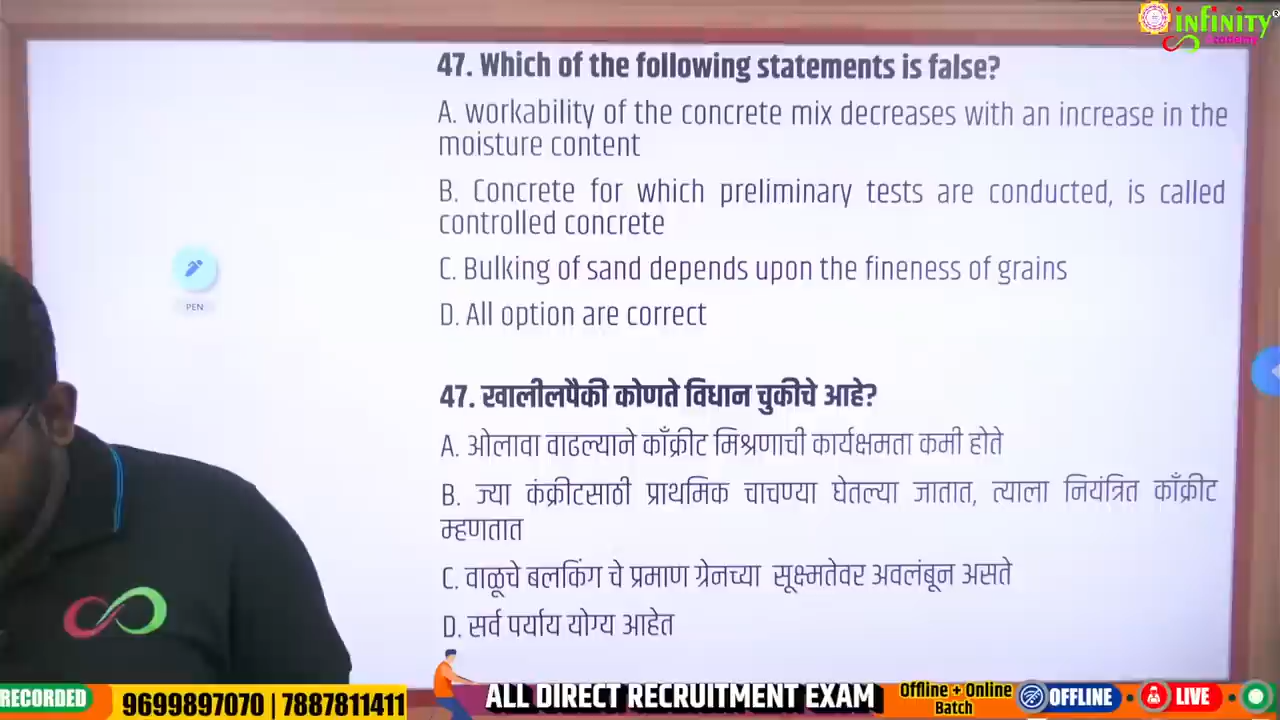 infinity
47. Which of the following statements is false?
A. workability of the concrete mix decreases with an increase in the
moisture content
B. Concrete for which preliminary tests are conducted, is called
controlled concrete
C. Bulking of sand depends upon the fineness of grains
D. All option are correct
PEN
47. खालीलपैकी कोणते विधान चुकीचे आहे?
A. ओलावा वाढल्याने काँक्रीट मिश्रणाची कार्यक्षमता कमी होते
B. ज्या कंक्रीटसाठी प्राथमिक चाचण्या घेतल्या जातात, त्याला नियंत्रित काँक्रीट
म्हणतात
C. वाळूचे बलकिंग चे प्रमाण ग्रेनच्या सूक्ष्मतेवर अवलंबून असते
D. सर्व पर्याय योग्य आहेत
RECORDED
9699897070 | 7887811411
ALL DIRECT RECRUITMENT EXAM
Offline + Online
Batch
OFFLINE
LIVE